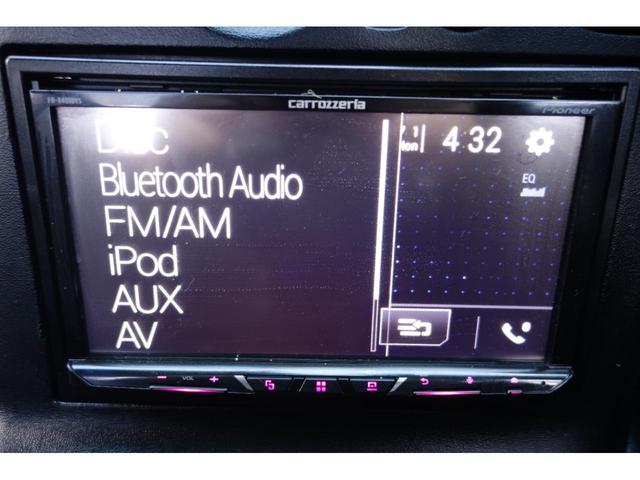 carrozzeria
Pioneer
Disc
Bluetooth Audio
FM/AM
iPod
AUX
AV
4:32
EQ
VOL